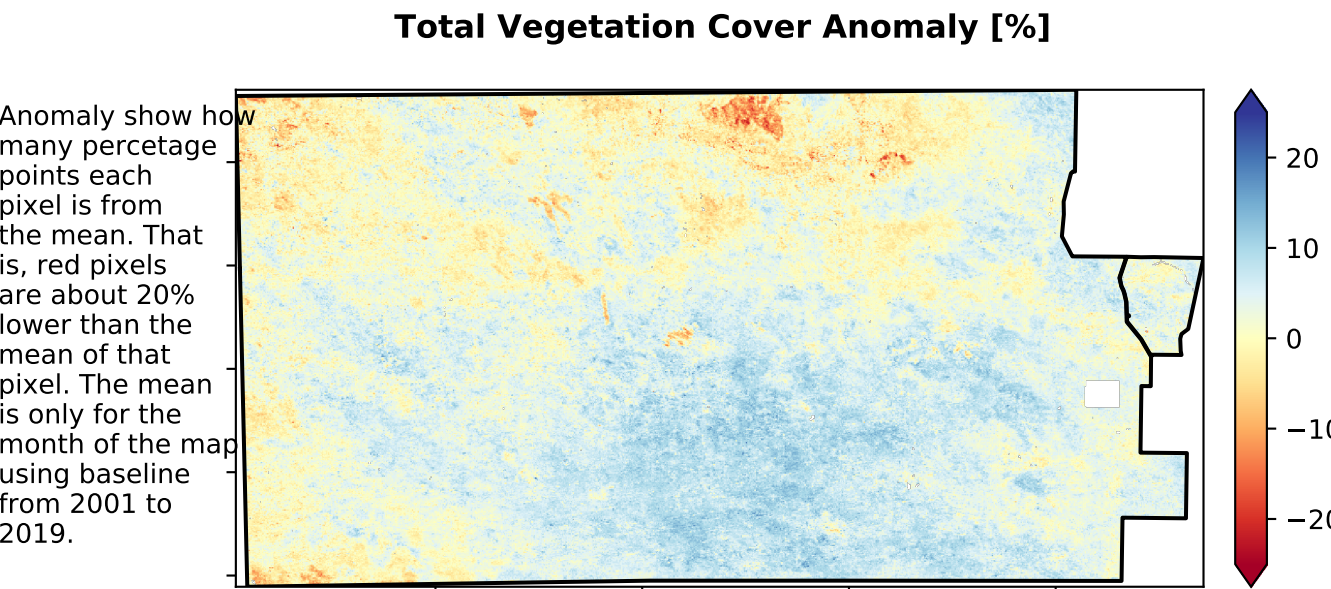 Total Vegetation Cover Anomaly [%]
Anomaly show how
many percetage
points each
pixel is from
the mean. That
is, red pixels
are about 20%
lower than the
mean of that
pixel. The mean
is only for the
month of the map
using baseline
from 2001 to
2019.
20
10
0
−10
−20